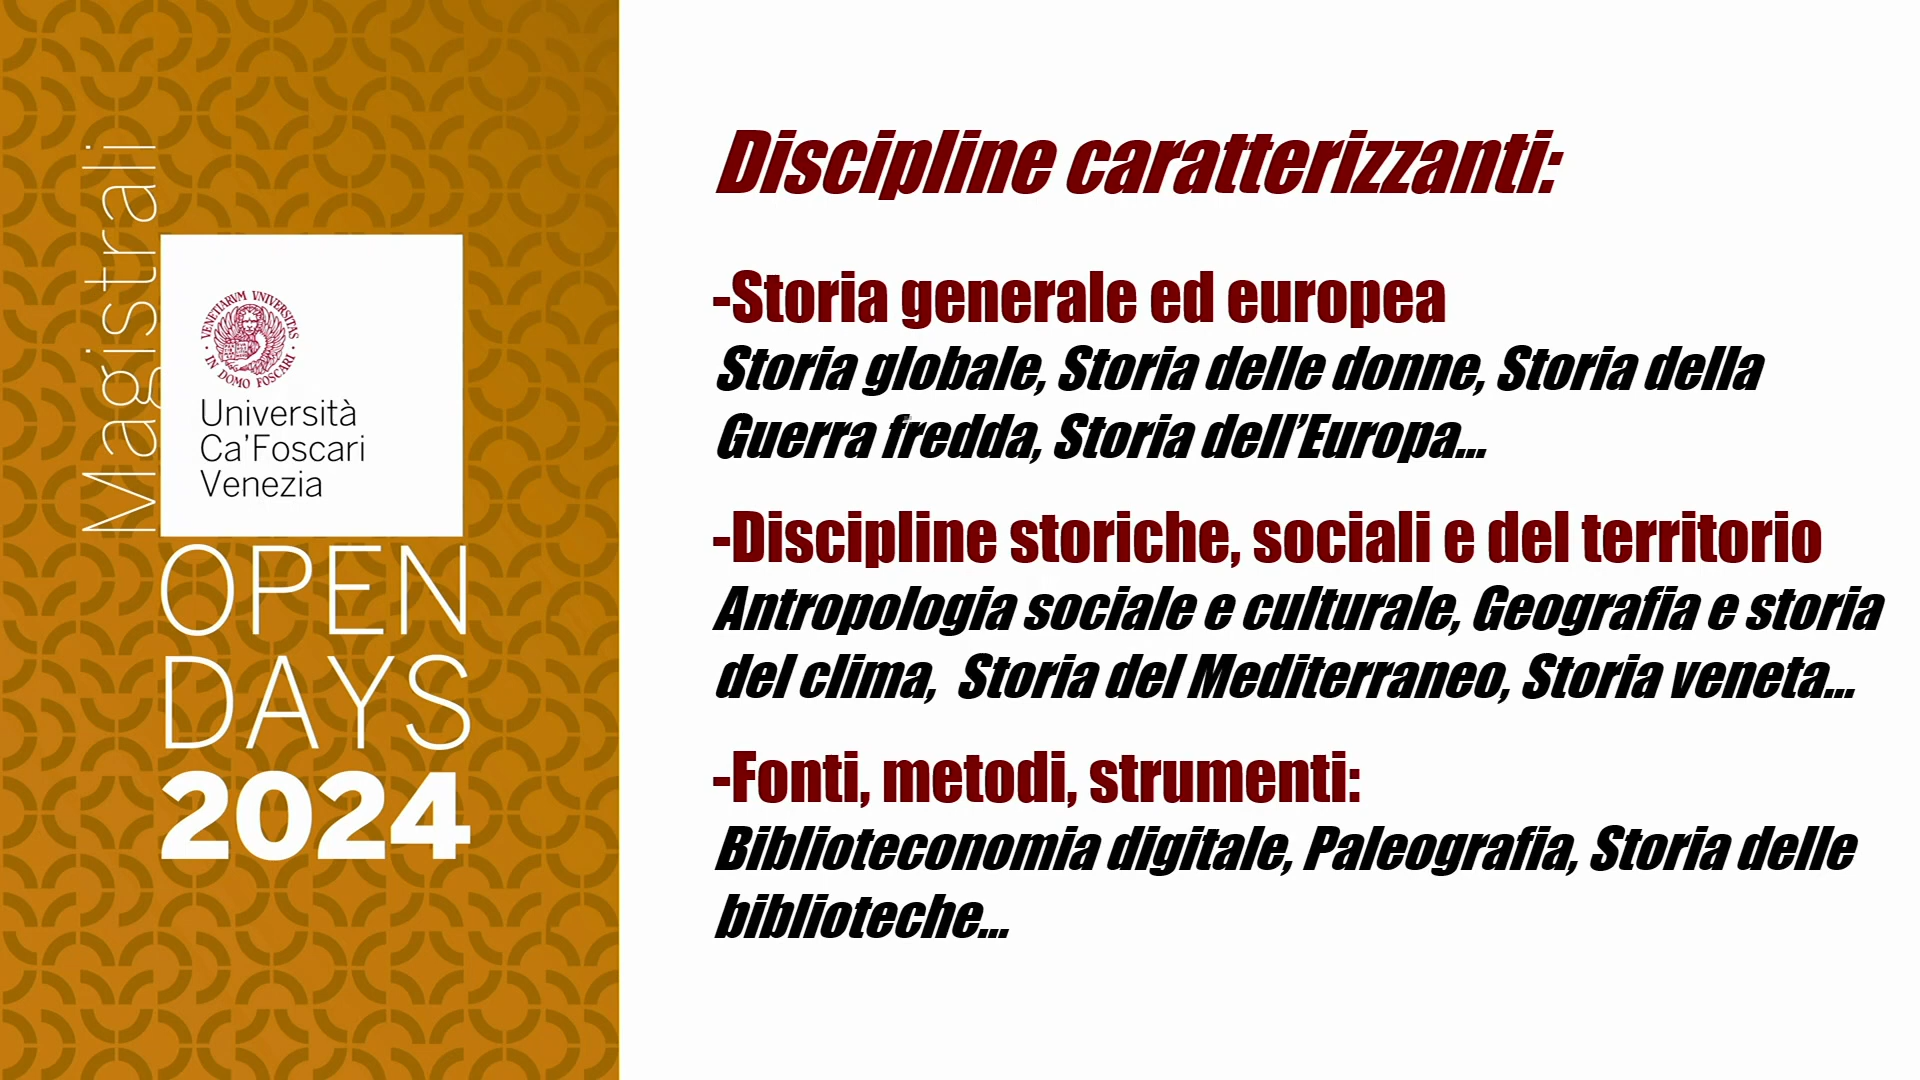 Magistrali
VENETIARVM VNIVERSITAS
IN DOMO FOSCARI
Università
Ca'Foscari
Venezia
OPEN
DAYS
2024
Discipline caratterizzanti:
-Storia generale ed europea
Storia globale, Storia delle donne, Storia della
Guerra fredda, Storia dell’Europa...
-Discipline storiche, sociali e del territorio
Antropologia sociale e culturale, Geografia e storia
del clima,  Storia del Mediterraneo, Storia veneta...
-Fonti, metodi, strumenti:
Biblioteconomia digitale, Paleografia, Storia delle
biblioteche...